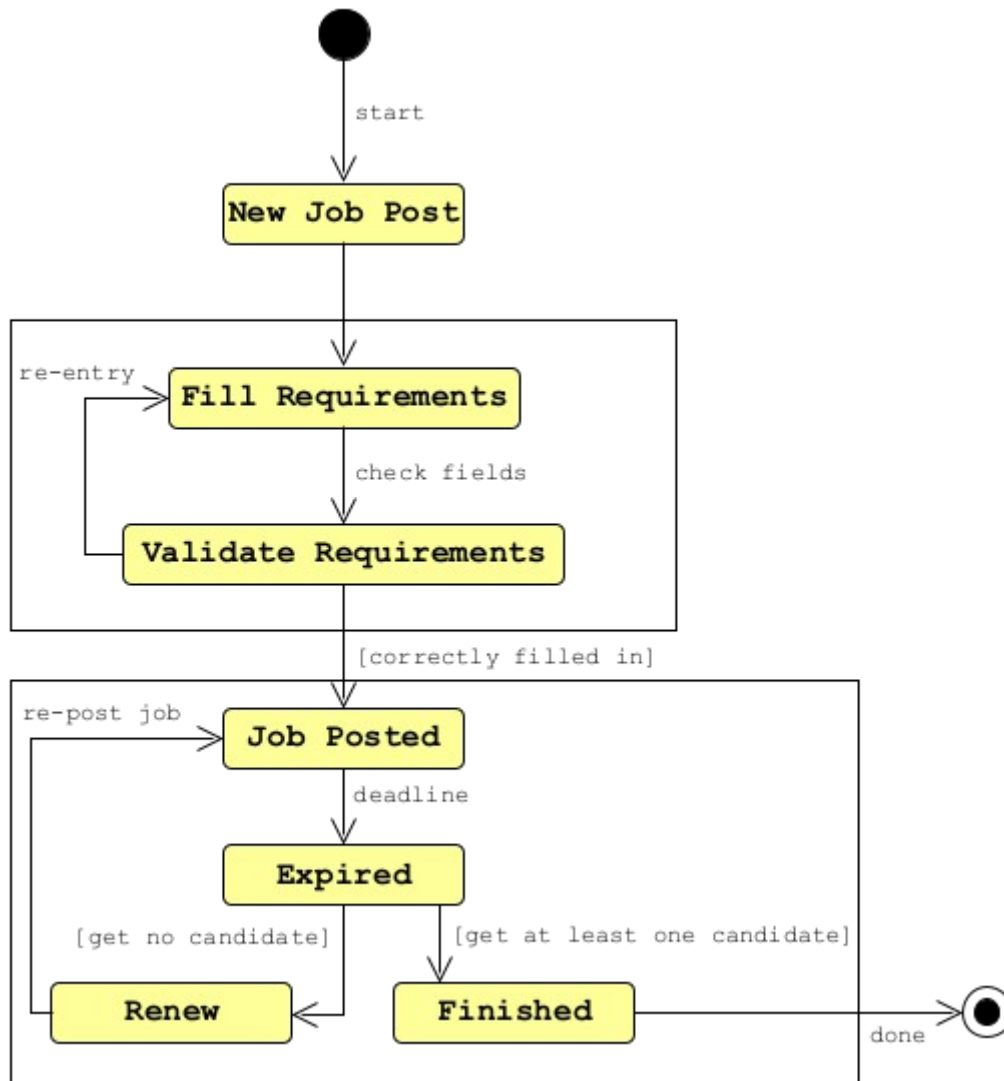 start
New Job Post
re-entry
Fill Requirements
check fields
Validate Requirements
[correctly filled in]
re-post job
Job Posted
deadline
Expired
[get no candidate]
[get at least one candidate]
Renew
Finished
done